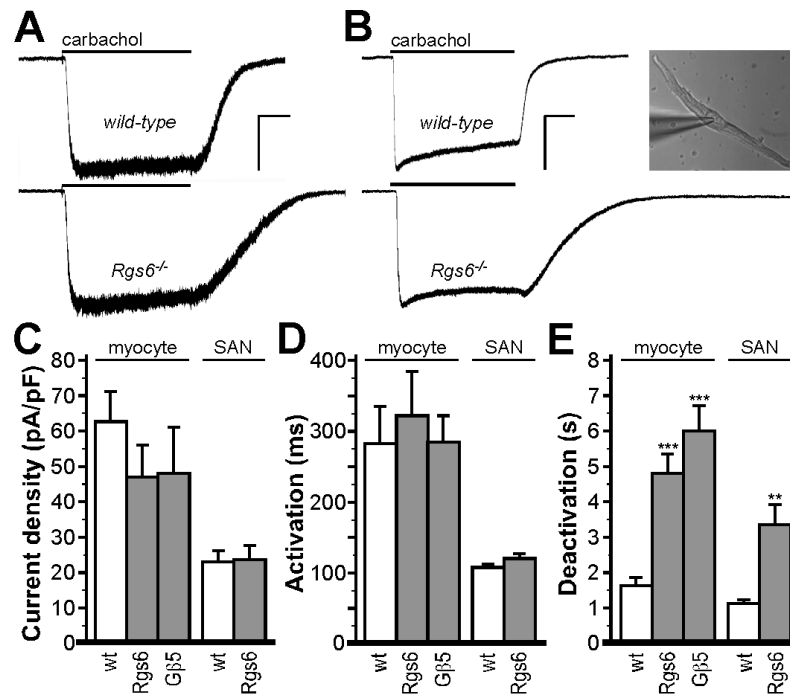 A
carbachol
wild-type
Rgs6-/-
B
carbachol
wild-type
Rgs6-/-
C
myocyte
SAN
Current density (pA/pF)
80
70
60
50
40
30
20
10
0
wt
Rgs6
Gβ5
wt
Rgs6
D
myocyte
SAN
Activation (ms)
400
300
200
100
0
wt
Rgs6
Gβ5
wt
Rgs6
E
myocyte
SAN
Deactivation (s)
8
7
6
5
4
3
2
1
0
***
***
**
wt
Rgs6
Gβ5
wt
Rgs6